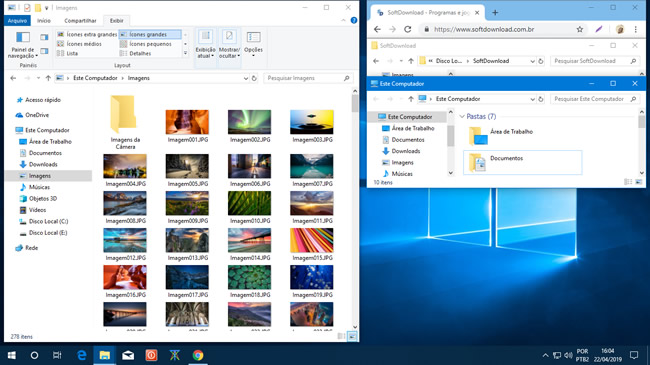 Imagens
Arquivo Início Compartilhar Exibir
Painel de navegação
Ícones extra grandes Ícones grandes
Ícones médios Ícones pequenos
Lista Detalhes
Exibição atual
Mostrar/ocultar
Opções
Painéis Layout
Este Computador Imagens
Pesquisar Imagens
Acesso rápido
OneDrive
Este Computador
Área de Trabalho
Documentos
Downloads
Imagens
Músicas
Objetos 3D
Vídeos
Disco Local (C:)
Disco Local (E:)
Rede
Imagens da Câmera
Imagem001.JPG Imagem002.JPG Imagem003.JPG
Imagem004.JPG Imagem005.JPG Imagem006.JPG Imagem007.JPG
Imagem008.JPG Imagem009.JPG Imagem010.JPG Imagem011.JPG
Imagem012.JPG Imagem013.JPG Imagem014.JPG Imagem015.JPG
Imagem016.JPG Imagem017.JPG Imagem018.JPG Imagem019.JPG
278 itens
SoftDownload - Programas e jog
https://www.softdownload.com.br
SoftDownload
Disco Lo... SoftDownload
Pesquisar SoftDownload
Imagens
Este Computador
Este Computador
Pesquisar Este Computador
Este Computador
Área de Trabalho
Documentos
Downloads
Imagens
Músicas
Pastas (7)
Área de Trabalho
Documentos
10 itens
POR
PTB2
16:04
22/04/2019